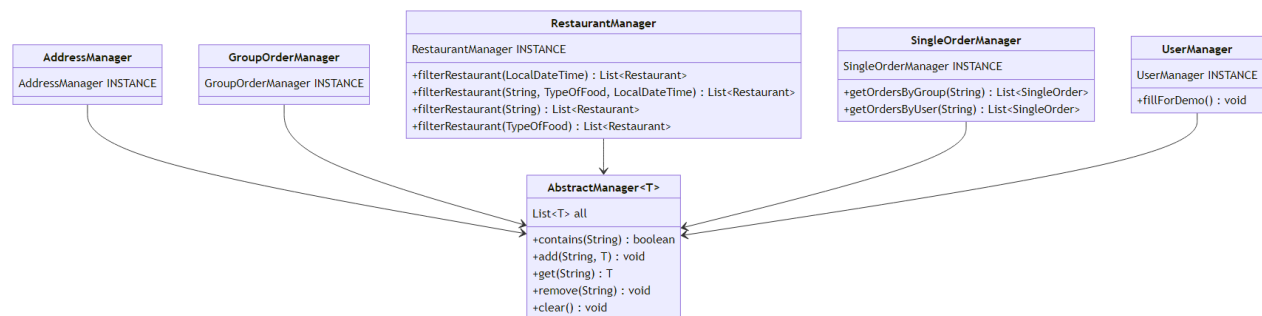 AddressManager
AddressManager INSTANCE
GroupOrderManager
GroupOrderManager INSTANCE
RestaurantManager
RestaurantManager INSTANCE
+filterRestaurant(LocalDateTime) : List<Restaurant>
+filterRestaurant(String, TypeOfFood, LocalDateTime) : List<Restaurant>
+filterRestaurant(String) : List<Restaurant>
+filterRestaurant(TypeOfFood) : List<Restaurant>
SingleOrderManager
SingleOrderManager INSTANCE
+getOrdersByGroup(String) : List<SingleOrder>
+getOrdersByUser(String) : List<SingleOrder>
UserManager
UserManager INSTANCE
+fillForDemo() : void
AbstractManager<T>
List<T> all
+contains(String) : boolean
+add(String, T) : void
+get(String) : T
+remove(String) : void
+clear() : void